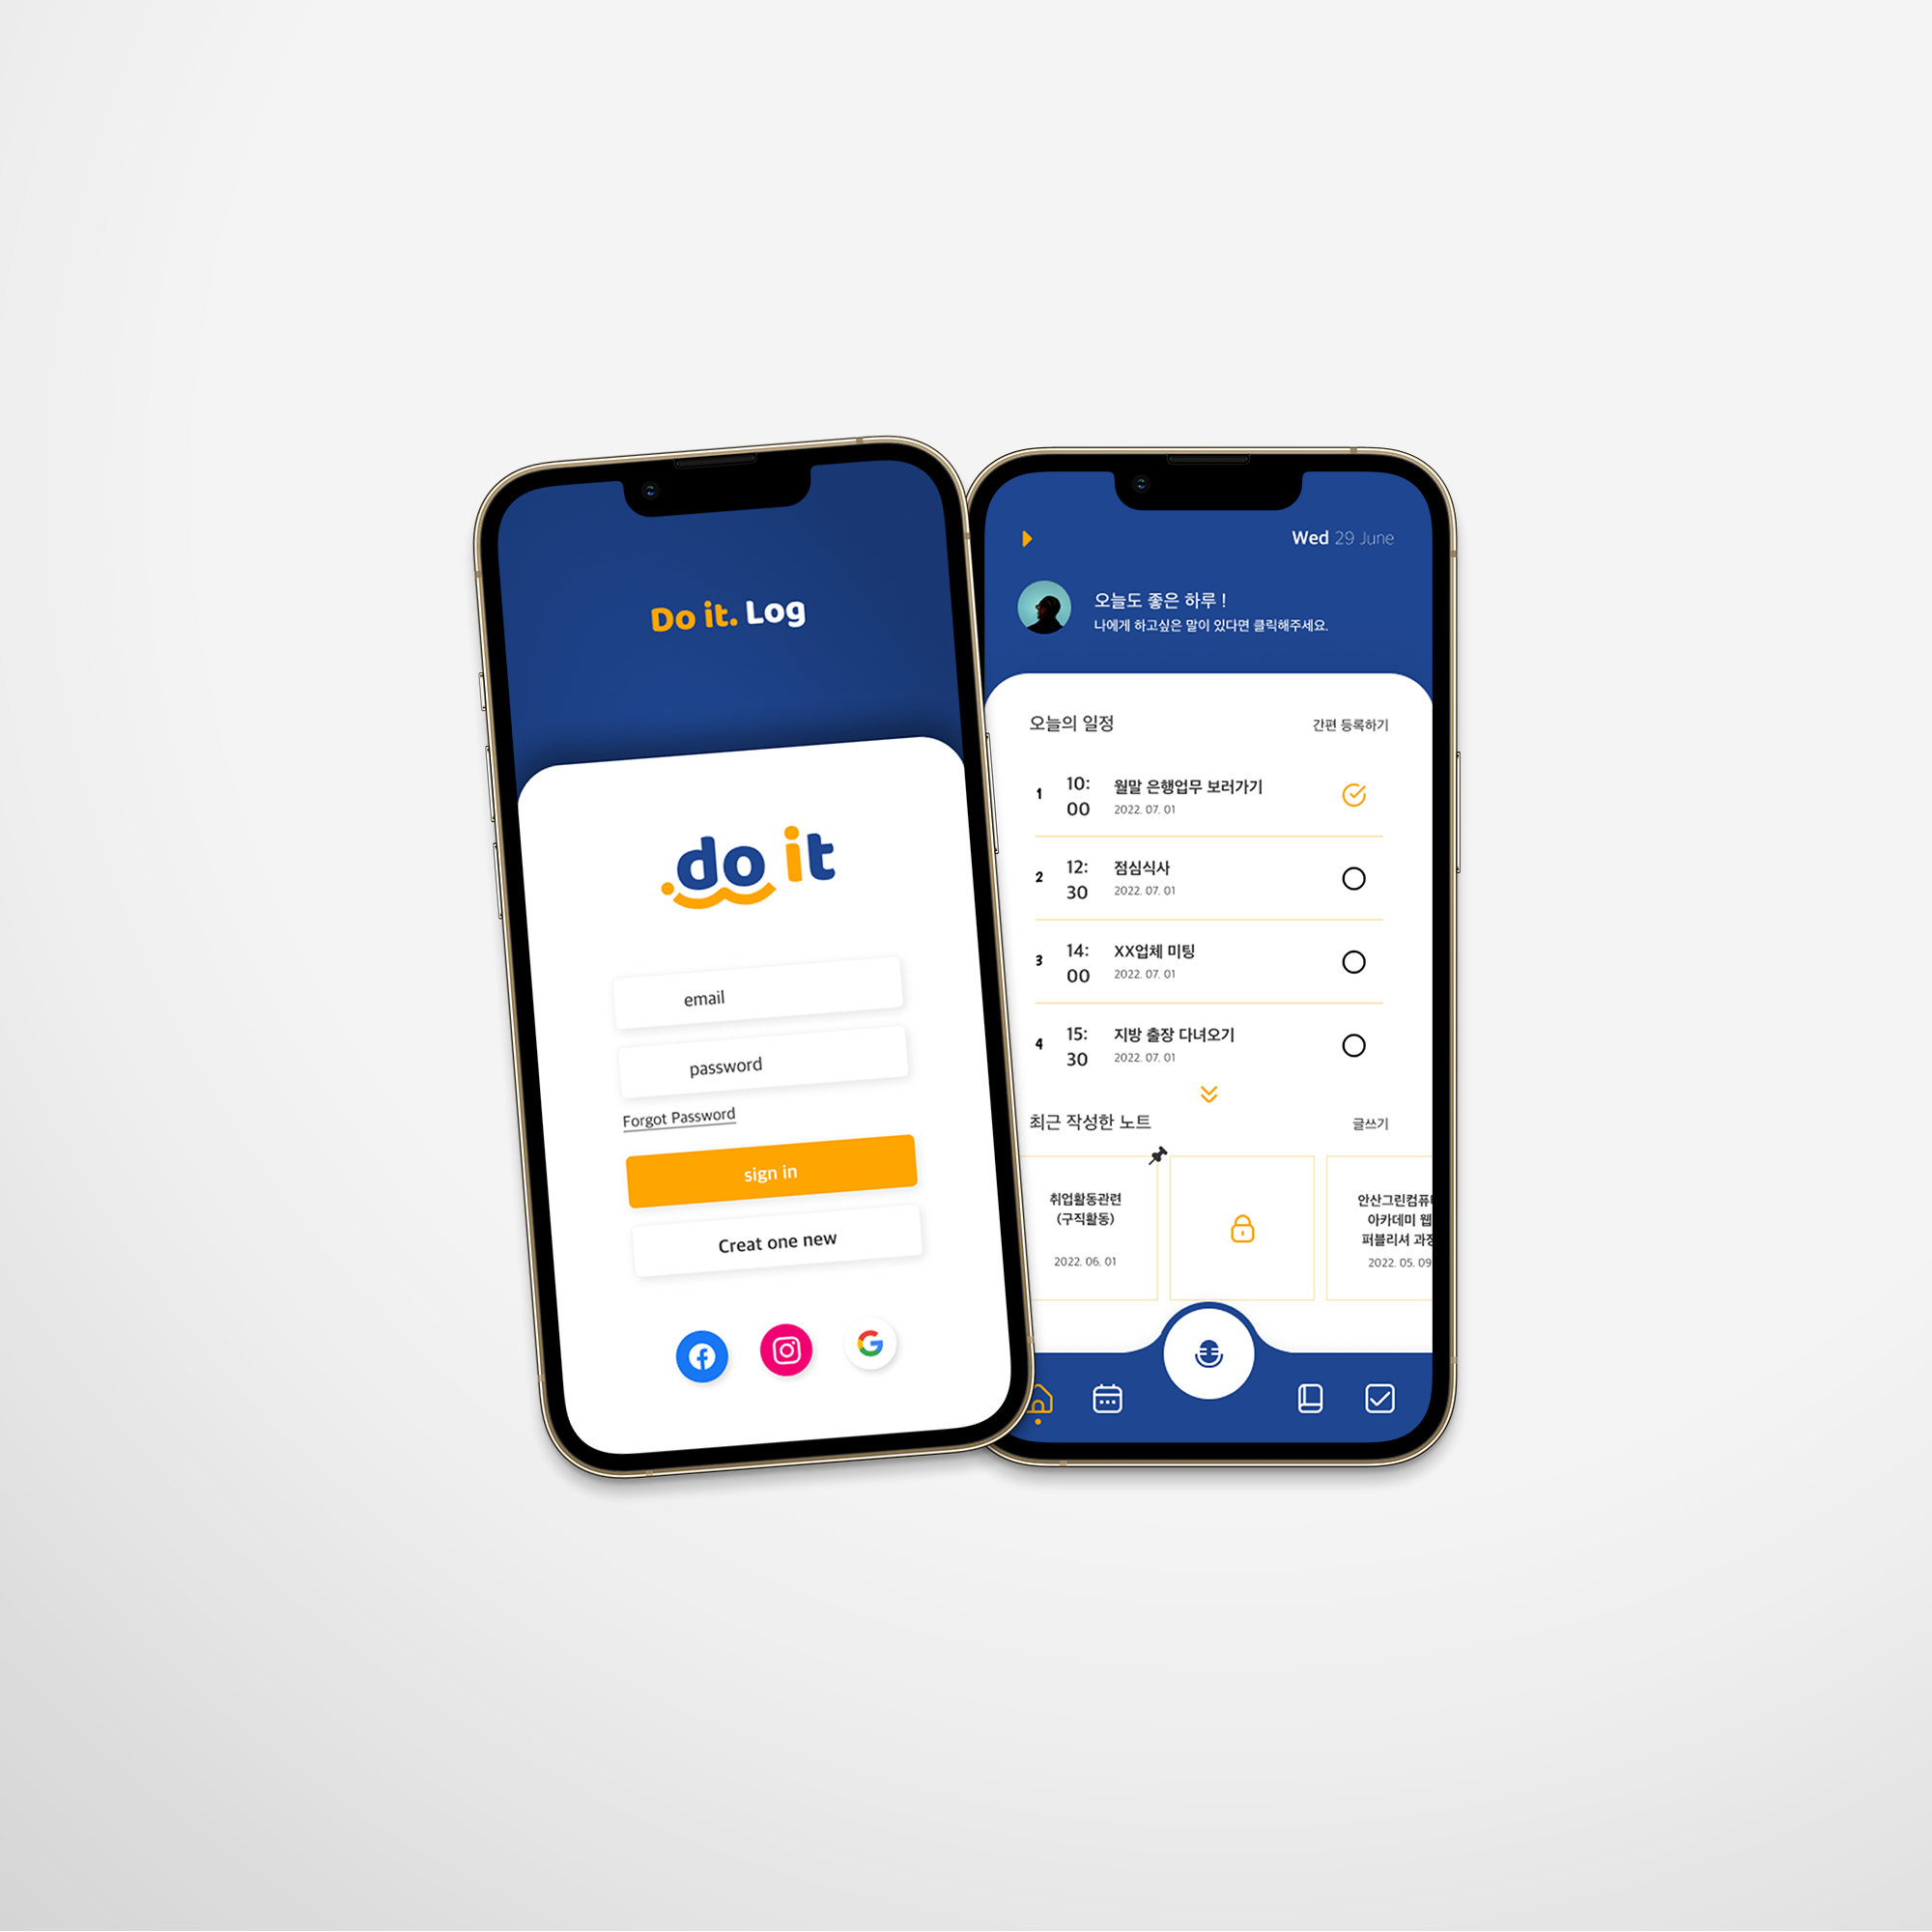 Do it. Log
do it
email
password
Forgot Password
sign in
Creat one new
Wed 29 June
오늘도 좋은 하루 !
나에게 하고싶은 말이 있다면 클릭해주세요.
오늘의 일정
간편 등록하기
1
10:
00
월말 은행업무 보러가기
2022. 07. 01
2
12:
30
점심식사
2022. 07. 01
3
14:
00
XX업체 미팅
2022. 07. 01
4
15:
30
지방 출장 다녀오기
2022. 07. 01
최근 작성한 노트
글쓰기
취업활동관련
(구직활동)
2022. 06. 01
안산그린컴퓨
아카데미 웹
퍼블리셔 과정
2022. 05. 09